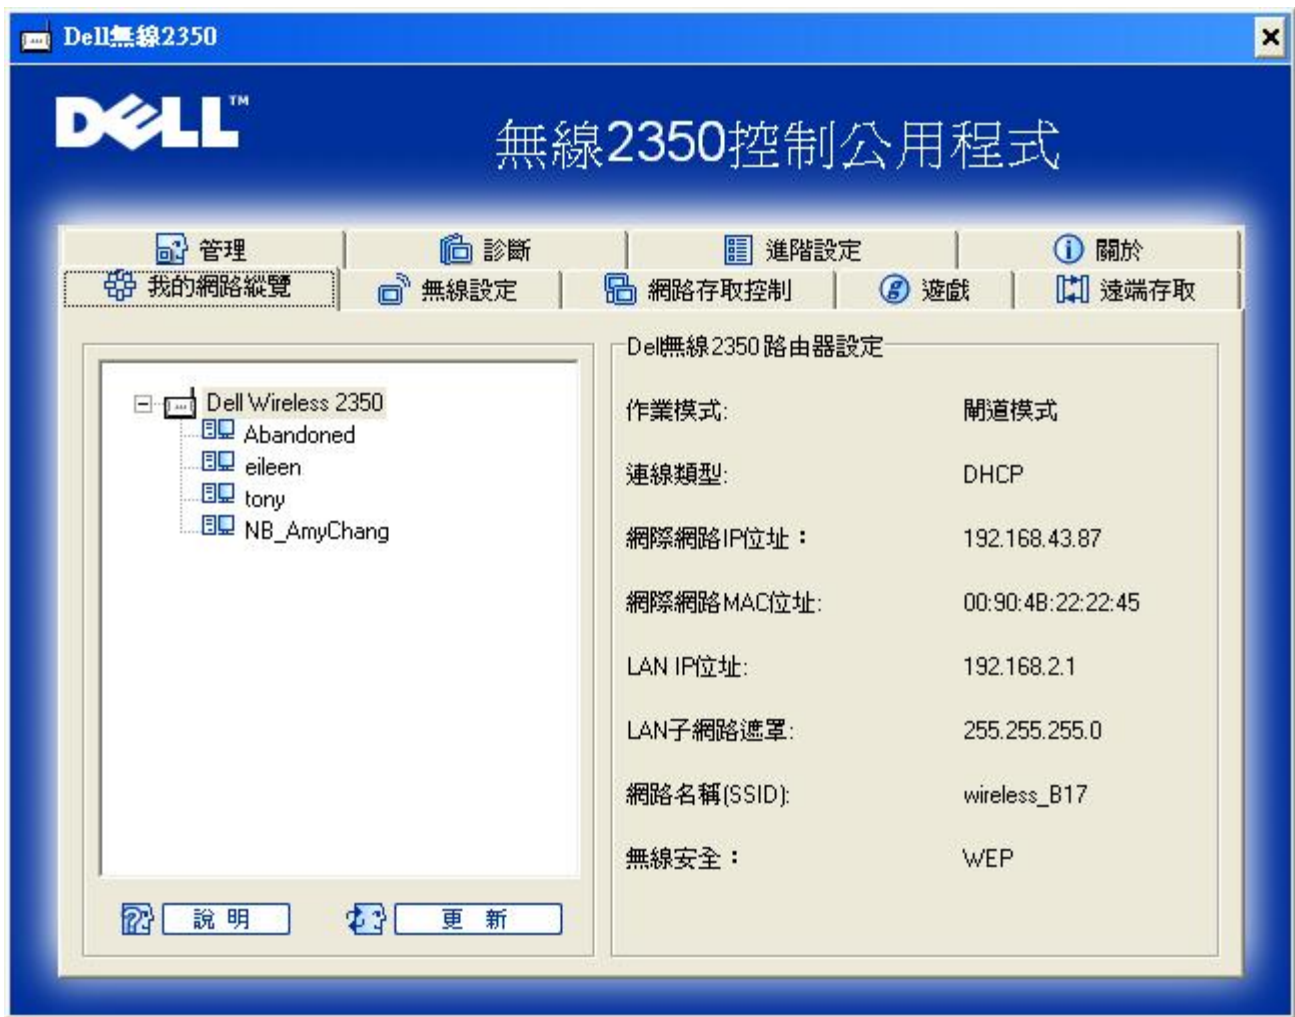 Dell無線2350
DELL™
無線2350控制公用程式
管理
診斷
進階設定
關於
我的網路縱覽
無線設定
網路存取控制
遊戲
遠端存取
Dell Wireless 2350
Abandoned
eileen
tony
NB_AmyChang
說 明
更 新
Dell無線2350 路由器設定
作業模式: 閘道模式
連線類型: DHCP
網際網路IP位址： 192.168.43.87
網際網路MAC位址: 00:90:4B:22:22:45
LAN IP位址: 192.168.2.1
LAN子網路遮罩: 255.255.255.0
網路名稱(SSID): wireless_B17
無線安全： WEP